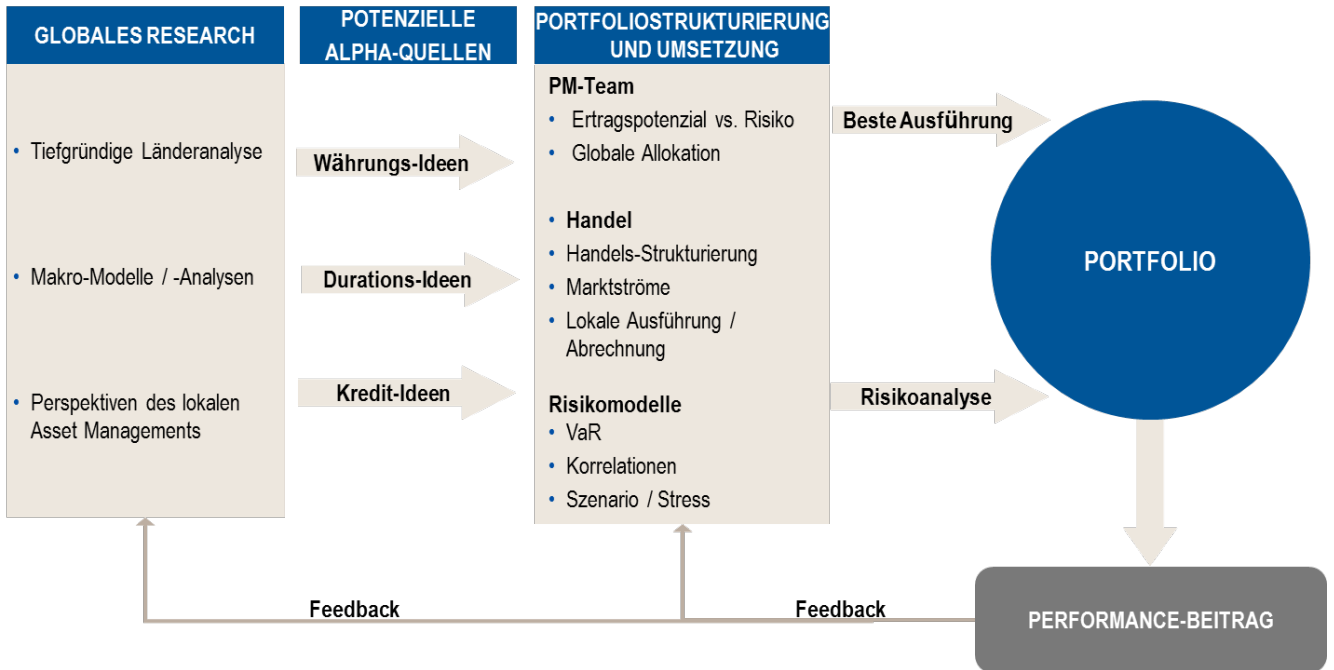 GLOBALES RESEARCH
• Tiefgründige Länderanalyse
• Makro-Modelle / -Analysen
• Perspektiven des lokalen
Asset Managements
POTENZIELLE
ALPHA-QUELLEN
Währungs-Ideen
Durations-Ideen
Kredit-Ideen
PORTFOLIOSTRUKTURIERUNG
UND UMSETZUNG
PM-Team
• Ertragspotenzial vs. Risiko
• Globale Allokation
• Handel
• Handels-Strukturierung
• Marktströme
• Lokale Ausführung /
Abrechnung
Risikomodelle
• VaR
• Korrelationen
• Szenario / Stress
Beste Ausführung
Risikoanalyse
PORTFOLIO
PERFORMANCE-BEITRAG
Feedback
Feedback